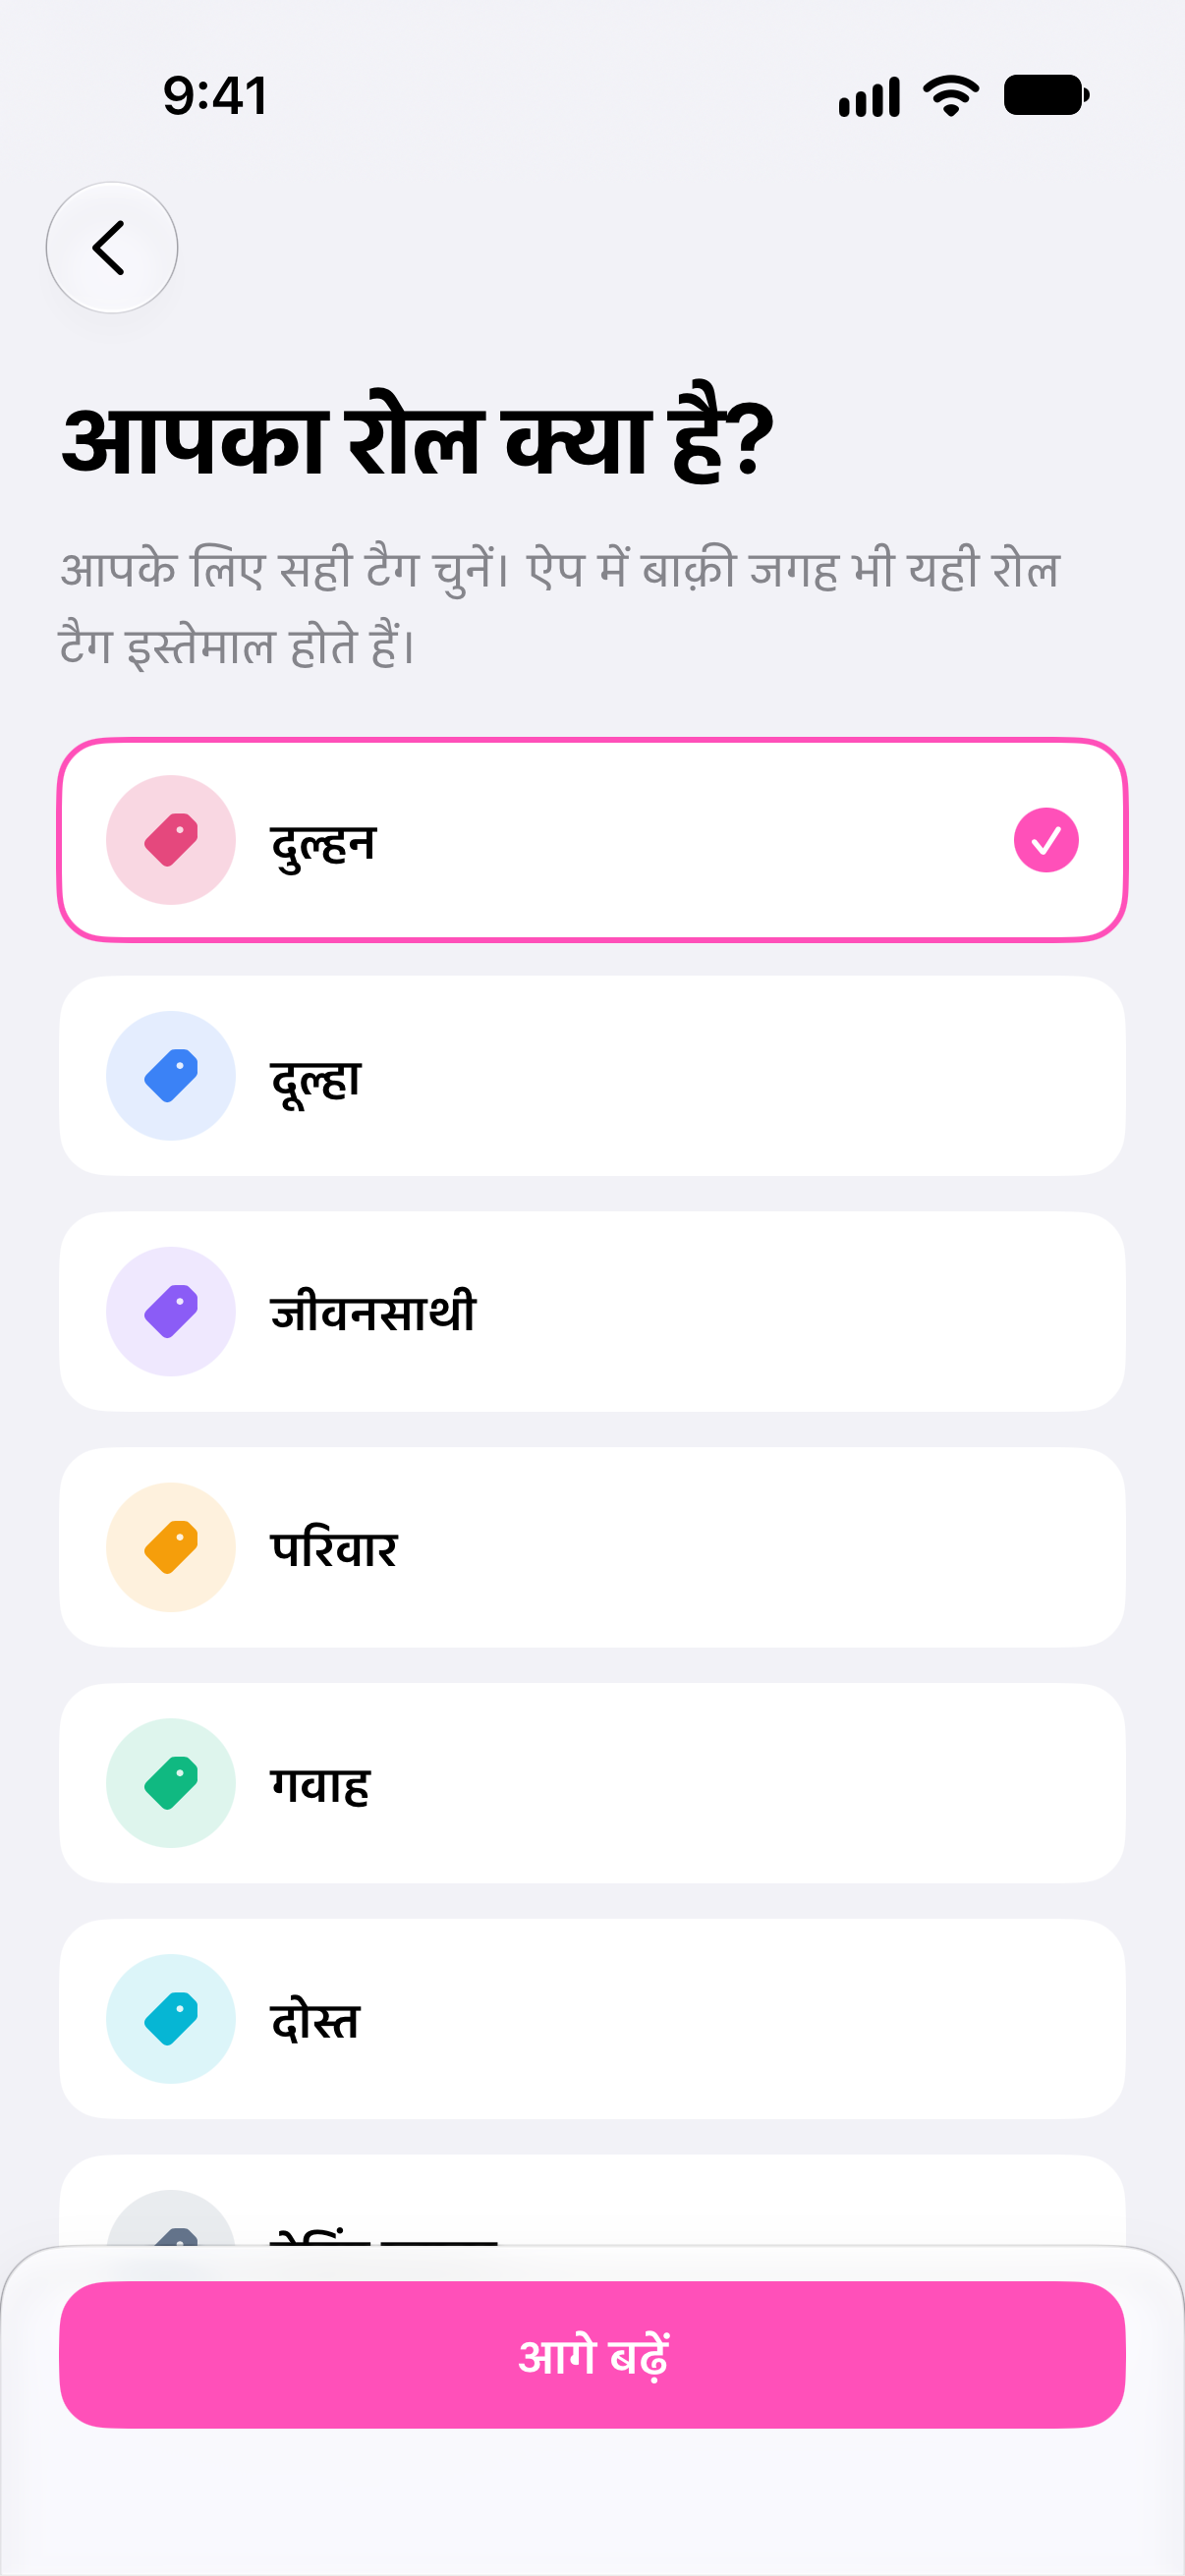 9:41
आपका रोल क्या है?
आपके लिए सही टैग चुनें। ऐप में बाक़ी जगह भी यही रोल
टैग इस्तेमाल होते हैं।
दुल्हन
दूल्हा
जीवनसाथी
परिवार
गवाह
दोस्त
आगे बढ़ें